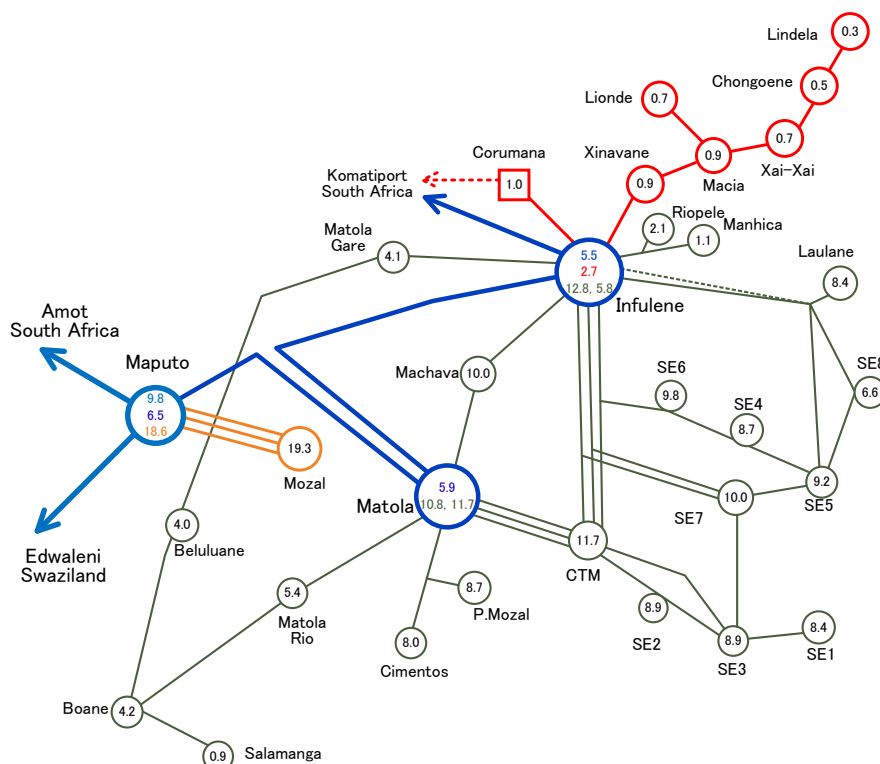 Lindela
0.3
Chongoene
0.5
Lionde
0.7
0.7
Xai-Xai
Corumana
1.0
Xinavane
0.9
0.9
Macia
Komatiport
South Africa
Riopele
2.1
Manhica
1.1
Matola
Gare
4.1
5.5
2.7
12.8, 5.8
Infulene
Laulane
8.4
Amot
South Africa
Maputo
9.8
6.5
18.6
19.3
Mozal
Machava
10.0
SE6
9.8
SE4
8.7
SE8
6.6
Matola
5.9
10.8, 11.7
SE7
10.0
9.2
SE5
Edwaleni
Swaziland
4.0
Beluluane
11.7
CTM
5.4
Matola
Rio
8.7
P.Mozal
8.0
Cimentos
8.9
SE2
8.9
SE3
8.4
SE1
Boane
4.2
0.9
Salamanga